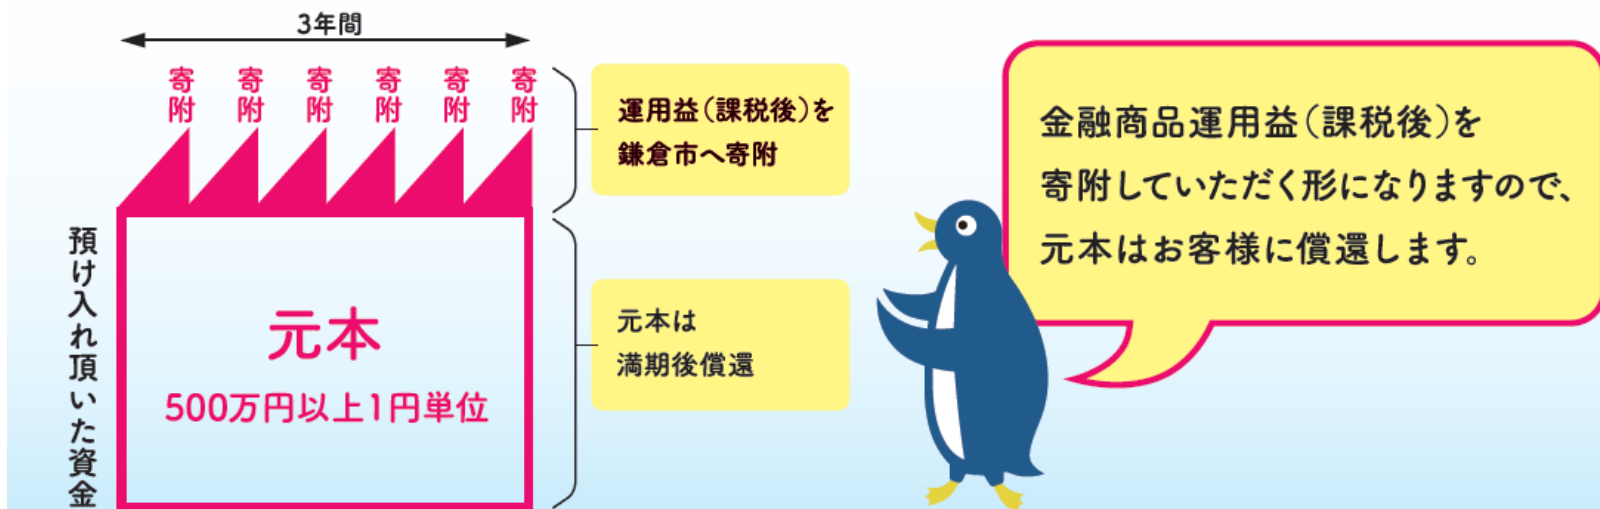 3年間
寄附
寄附
寄附
寄附
寄附
寄附
運用益（課税後）を
鎌倉市へ寄附
預け入れ頂いた資金
元本
500万円以上1円単位
元本は
満期後償還
金融商品運用益（課税後）を
寄附していただく形になりますので、
元本はお客様に償還します。